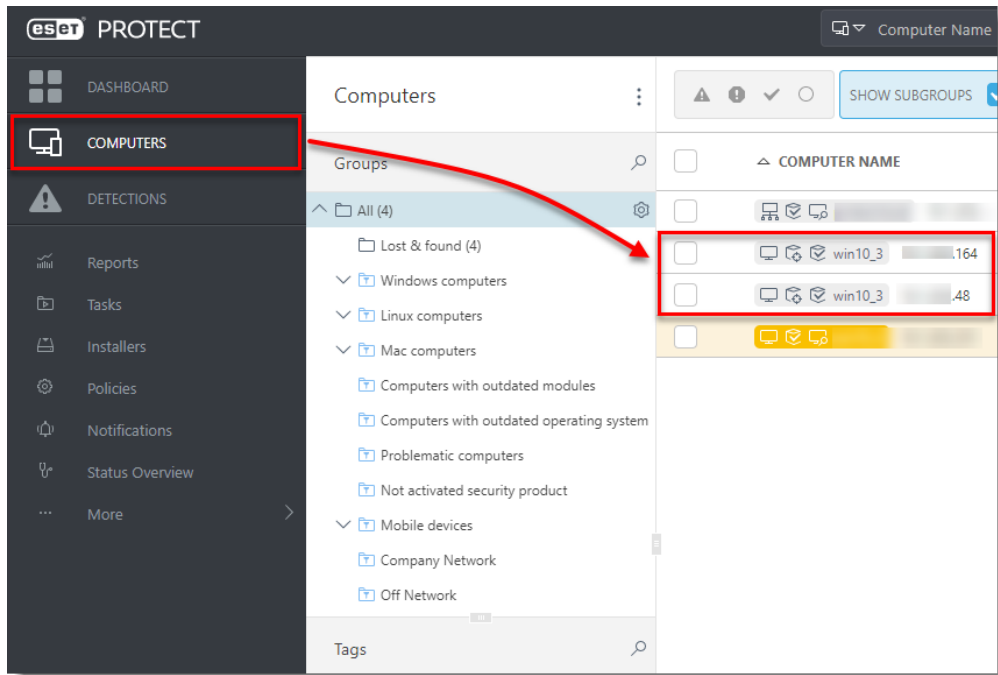 eset PROTECT
Computer Name
DASHBOARD
COMPUTERS
DETECTIONS
Reports
Tasks
Installers
Policies
Notifications
Status Overview
More
Computers
Groups
All (4)
Lost & found (4)
Windows computers
Linux computers
Mac computers
Computers with outdated modules
Computers with outdated operating system
Problematic computers
Not activated security product
Mobile devices
Company Network
Off Network
Tags
SHOW SUBGROUPS
COMPUTER NAME
win10_3 .164
win10_3 .48